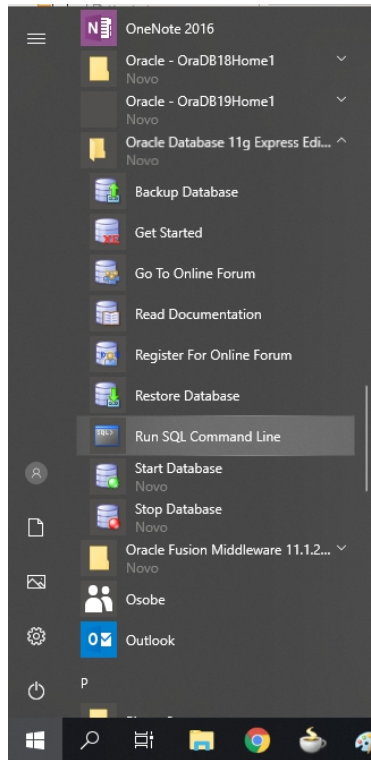 OneNote 2016
Oracle - OraDB18Home1
Novo
Oracle - OraDB19Home1
Novo
Oracle Database 11g Express Edi...
Novo
Backup Database
Get Started
Go To Online Forum
Read Documentation
Register For Online Forum
Restore Database
Run SQL Command Line
Start Database
Novo
Stop Database
Novo
Oracle Fusion Middleware 11.1.2...
Novo
Osobe
Outlook
P